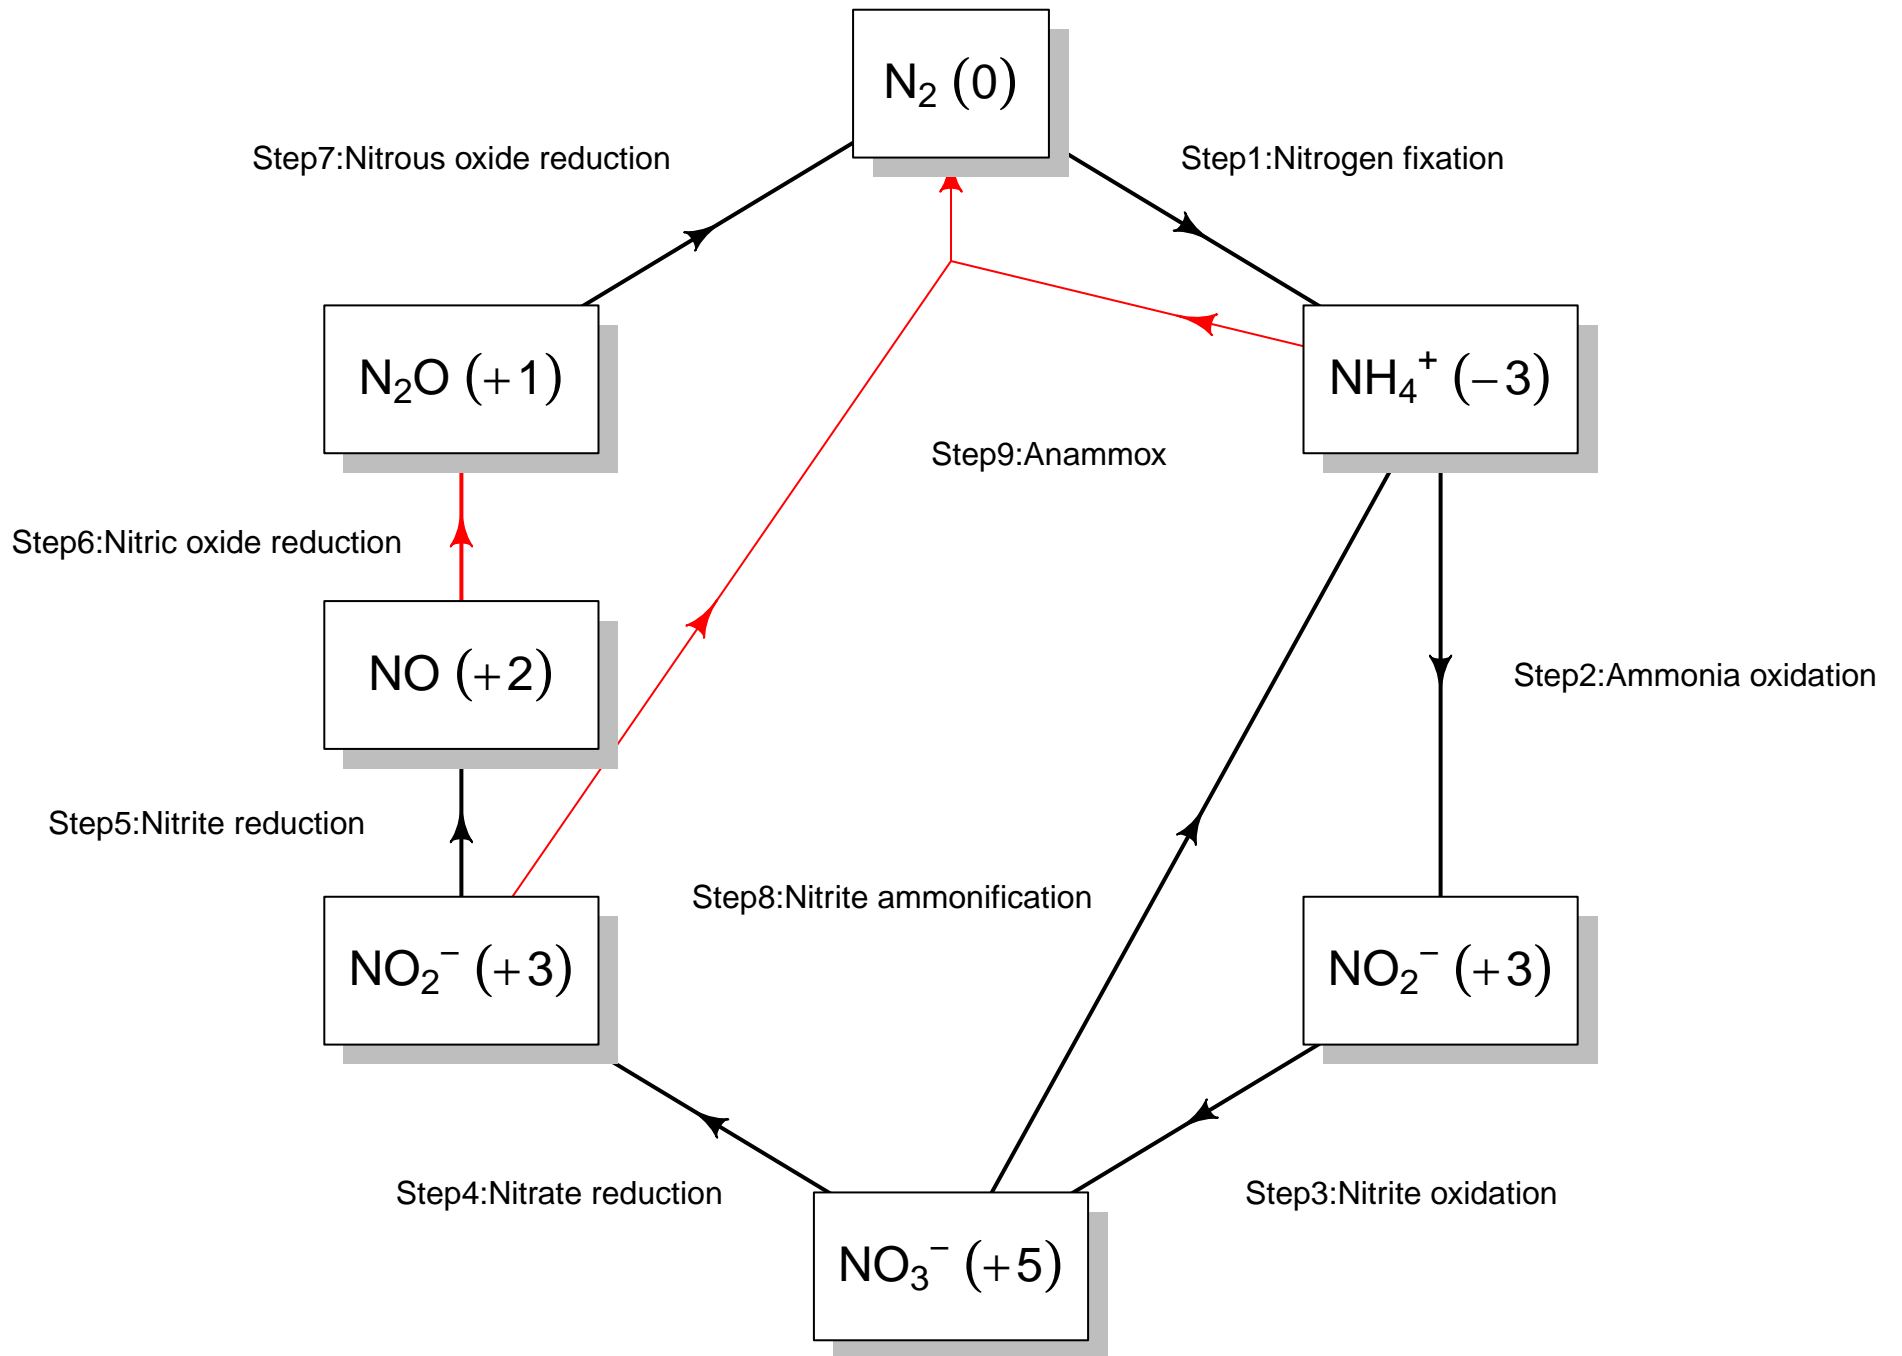 N₂ (0)
Step7:Nitrous oxide reduction
Step1:Nitrogen fixation
N₂O (+1)
NH₄⁺ (−3)
Step9:Anammox
Step6:Nitric oxide reduction
NO (+2)
Step2:Ammonia oxidation
Step5:Nitrite reduction
Step8:Nitrite ammonification
NO₂⁻ (+3)
NO₂⁻ (+3)
Step4:Nitrate reduction
Step3:Nitrite oxidation
NO₃⁻ (+5)